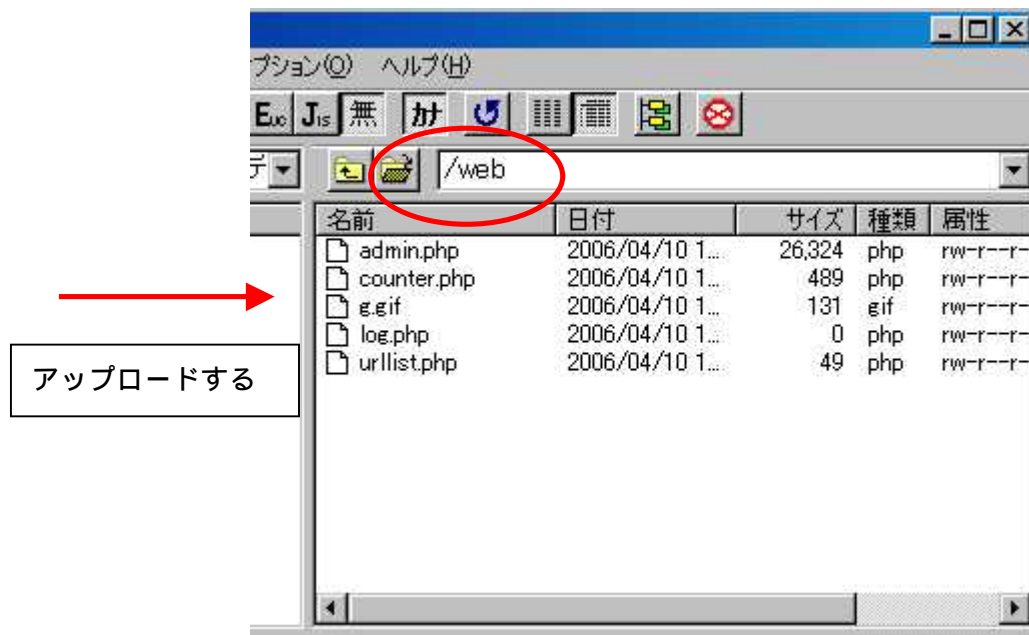 プション(O) ヘルプ(H)
Euc Jis 無 カナ
デ /web
名前 日付 サイズ 種類 属性
admin.php 2006/04/10 1... 26,324 php rw-r--r-
counter.php 2006/04/10 1... 489 php rw-r--r-
g.gif 2006/04/10 1... 131 gif rw-r--r-
log.php 2006/04/10 1... 0 php rw-r--r-
urllist.php 2006/04/10 1... 49 php rw-r--r-
アップロードする